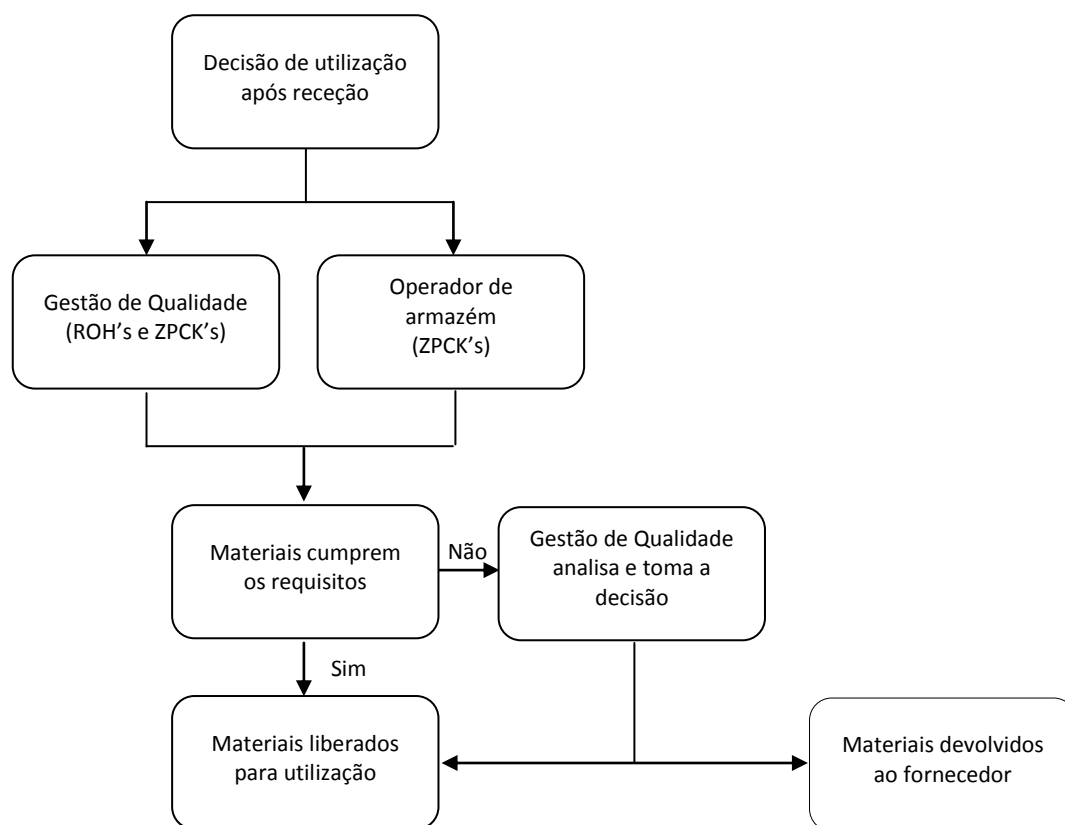 Decisão de utilização
após receção
Gestão de Qualidade
(ROH’s e ZPCK’s)
Operador de
armazém
(ZPCK’s)
Materiais cumprem
os requisitos
Não
Gestão de Qualidade
analisa e toma a
decisão
Sim
Materiais liberados
para utilização
Materiais devolvidos
ao fornecedor